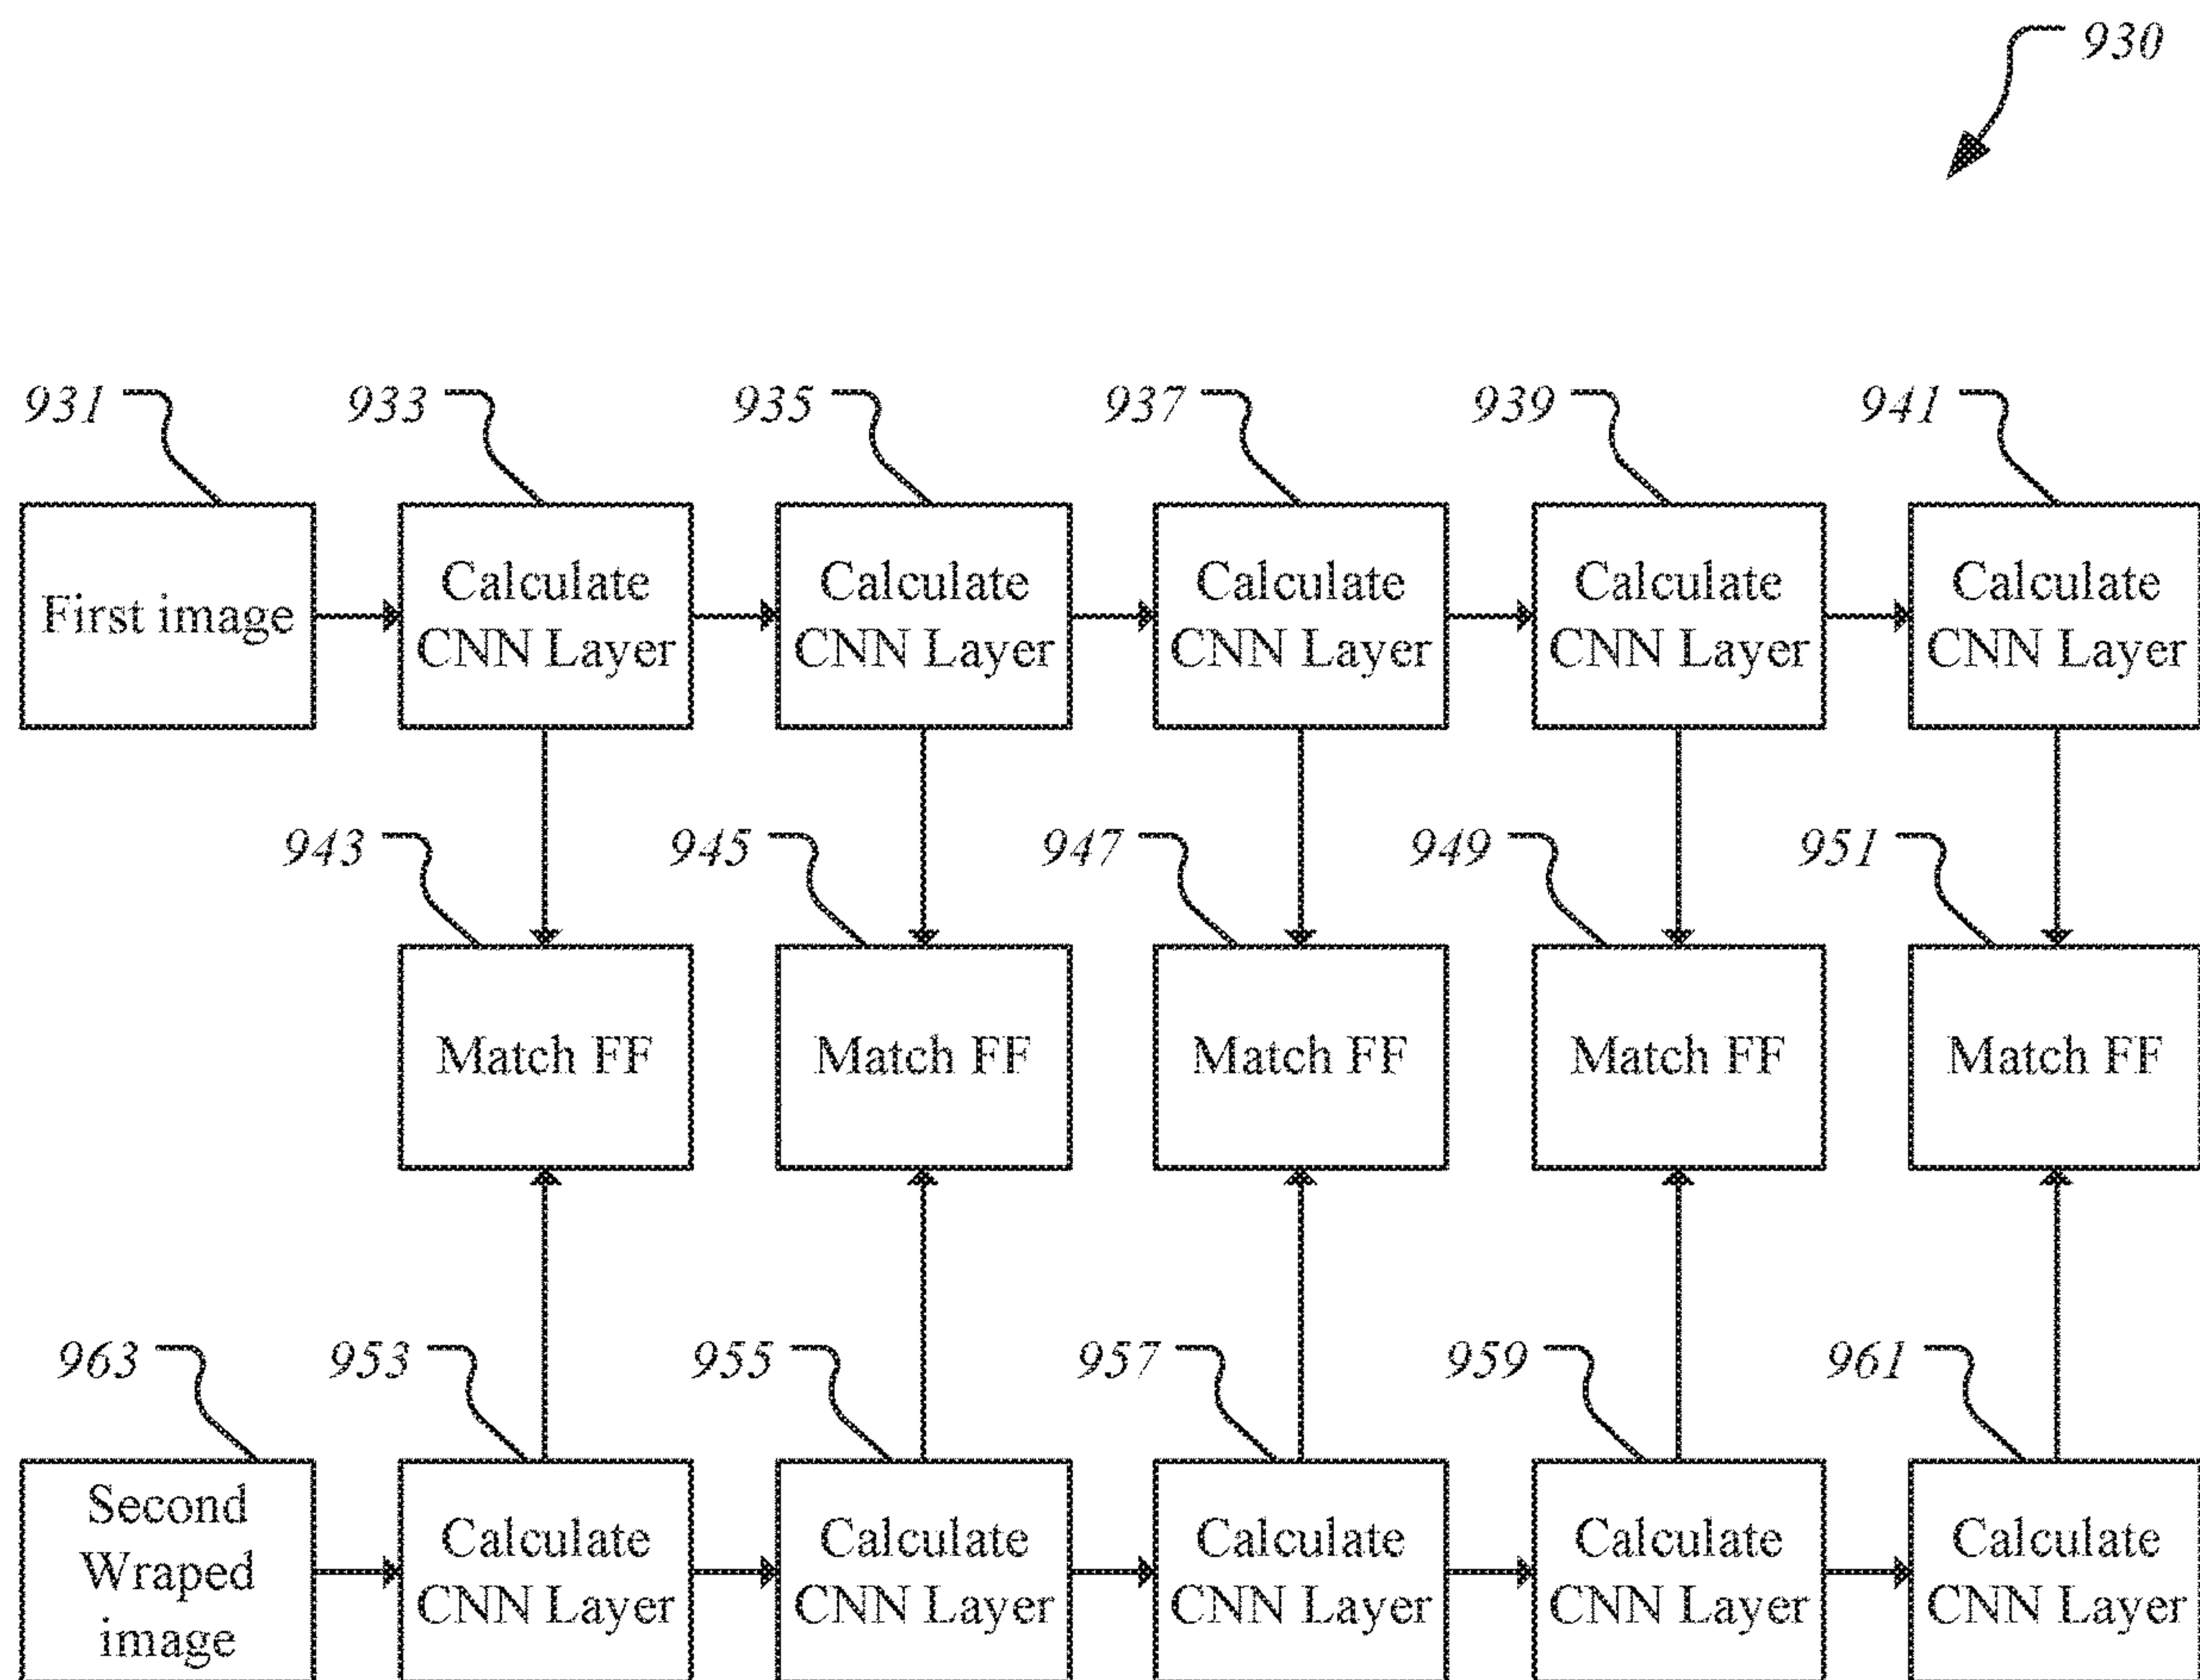 930
931 933 935 937 939 941
First image
Calculate
CNN Layer
Calculate
CNN Layer
Calculate
CNN Layer
Calculate
CNN Layer
Calculate
CNN Layer
943 945 947 949 951
Match FF
Match FF
Match FF
Match FF
Match FF
963 953 955 957 959 961
Second
Wraped
image
Calculate
CNN Layer
Calculate
CNN Layer
Calculate
CNN Layer
Calculate
CNN Layer
Calculate
CNN Layer